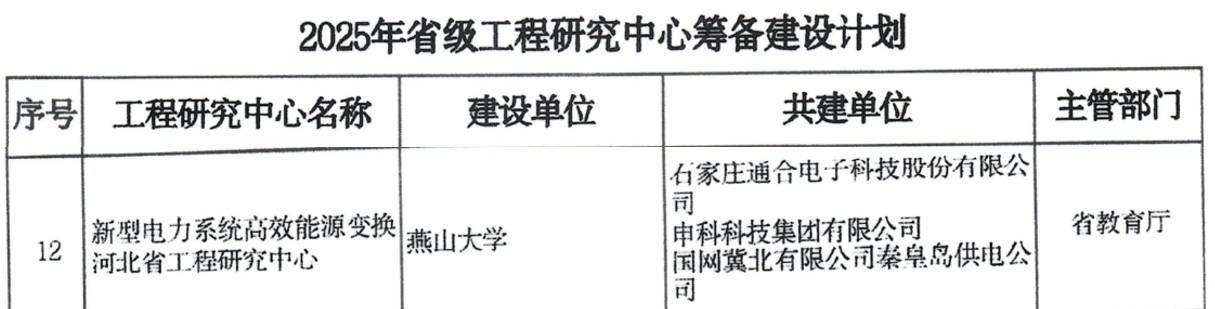 2025年省级工程研究中心筹备建设计划
序号 工程研究中心名称 建设单位 共建单位 主管部门
12
新型电力系统高效能源变换
河北省工程研究中心
燕山大学
石家庄通合电子科技股份有限公
司
申科科技集团有限公司
国网冀北有限公司秦皇岛供电公
司
省教育厅